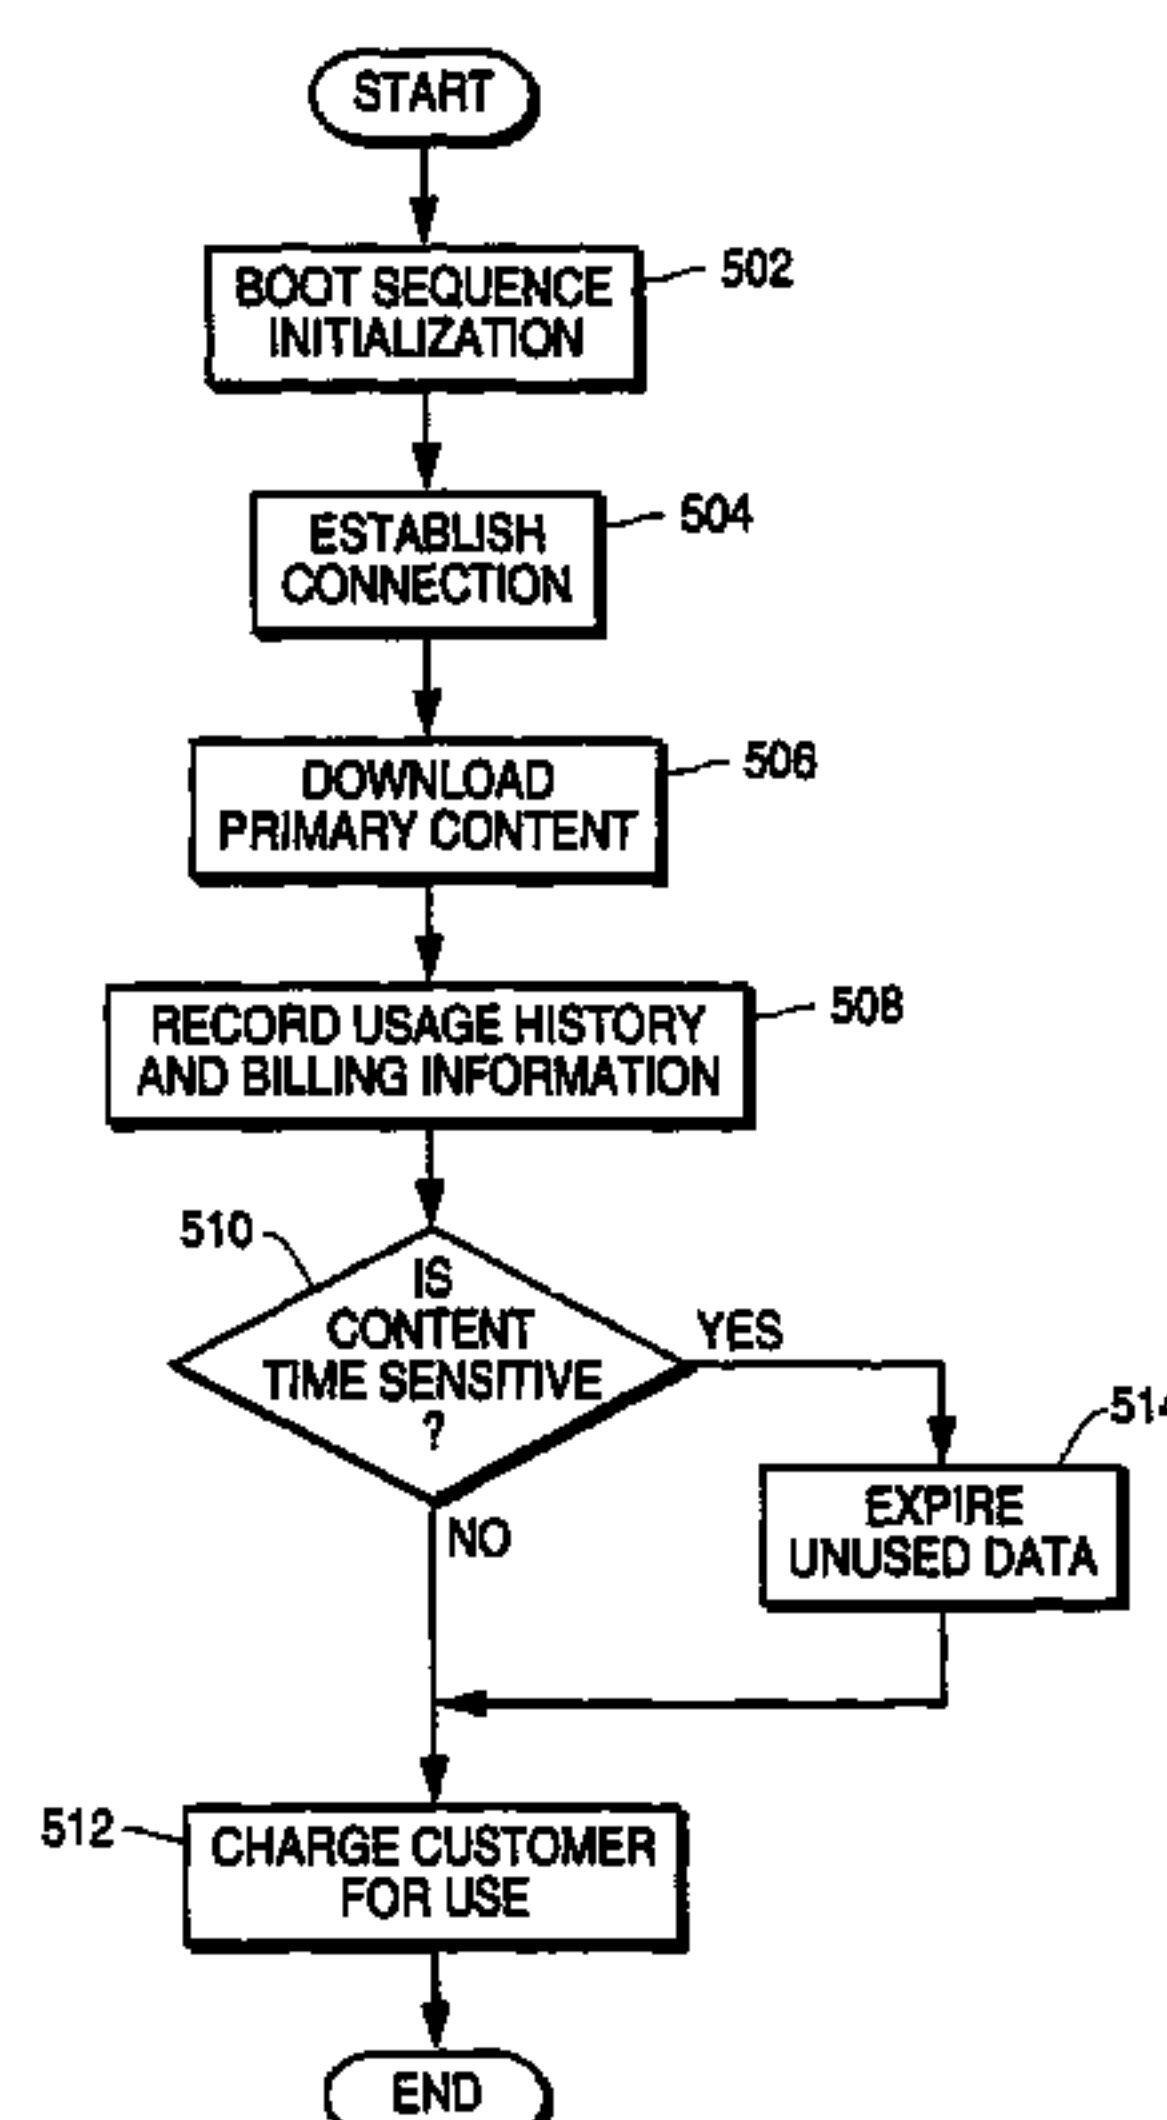 START
BOOT SEQUENCE
INITIALIZATION
502
ESTABLISH
CONNECTION
504
DOWNLOAD
PRIMARY CONTENT
506
RECORD USAGE HISTORY
AND BILLING INFORMATION
508
510
IS
CONTENT
TIME SENSITIVE
?
YES
514
EXPIRE
UNUSED DATA
NO
512
CHARGE CUSTOMER
FOR USE
END